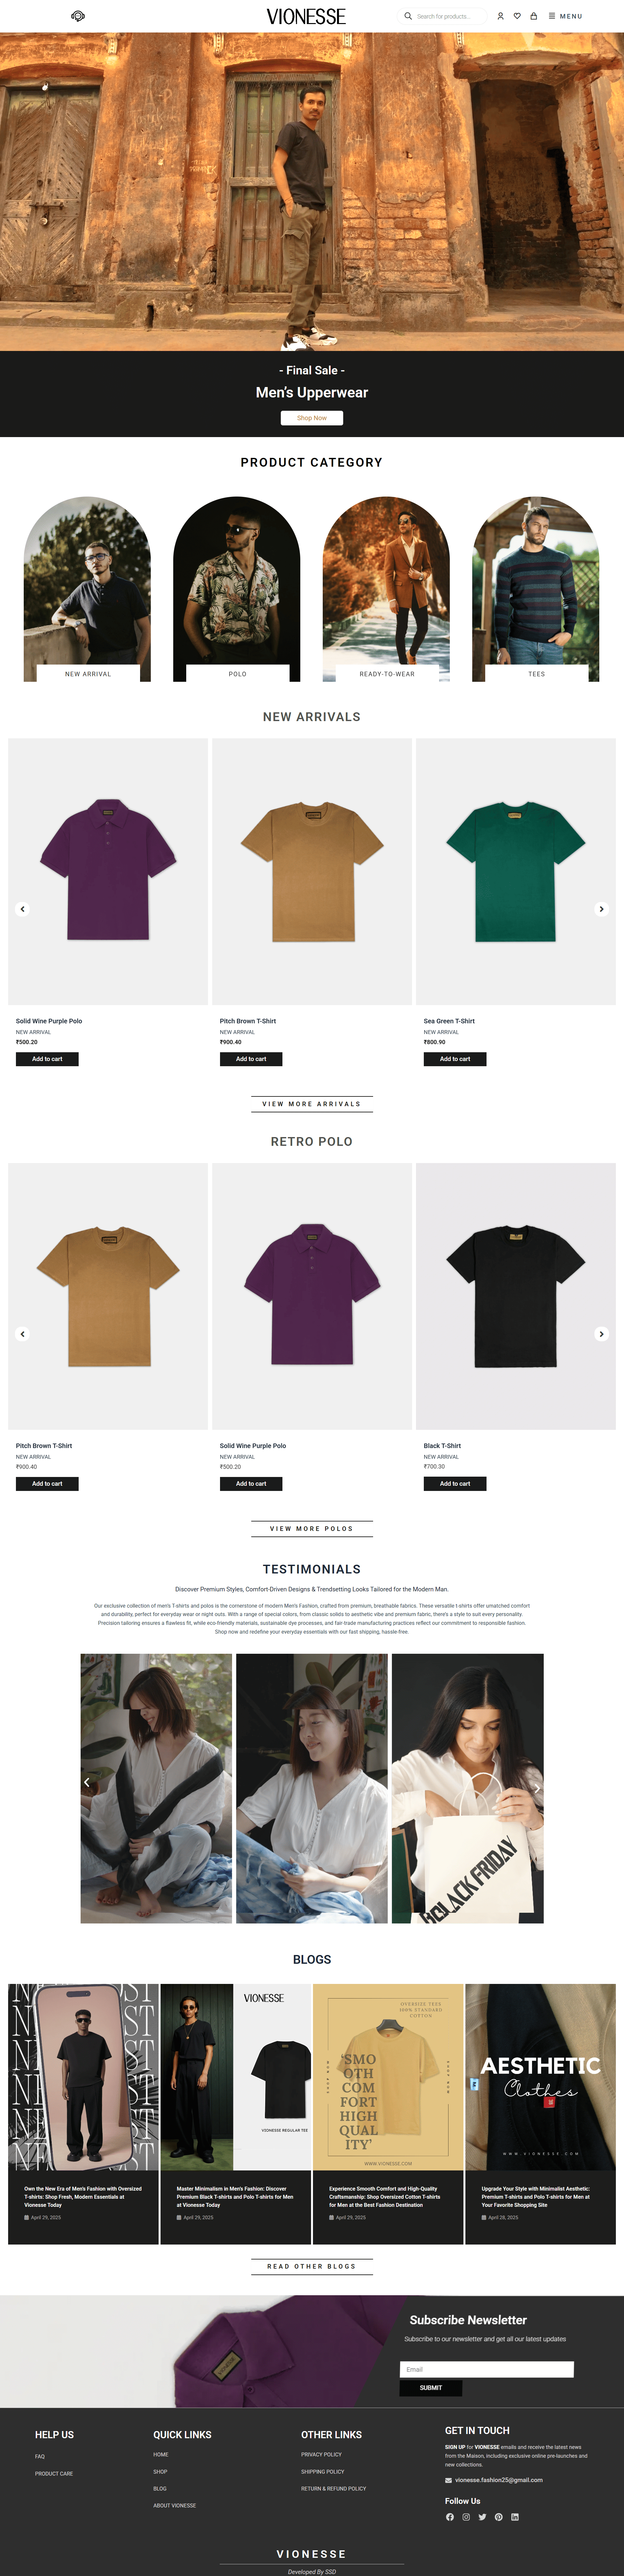 VIONESSE
Search for products...
MENU
- Final Sale -
Men's Upperwear
Shop Now
PRODUCT CATEGORY
NEW ARRIVAL
POLO
READY-TO-WEAR
TEES
NEW ARRIVALS
Solid Wine Purple Polo
NEW ARRIVAL
₹500.20
Add to cart
Pitch Brown T-Shirt
NEW ARRIVAL
₹900.40
Add to cart
Sea Green T-Shirt
NEW ARRIVAL
₹800.90
Add to cart
VIEW MORE ARRIVALS
RETRO POLO
Pitch Brown T-Shirt
NEW ARRIVAL
₹900.40
Add to cart
Solid Wine Purple Polo
NEW ARRIVAL
₹500.20
Add to cart
Black T-Shirt
NEW ARRIVAL
₹700.30
Add to cart
VIEW MORE POLOS
TESTIMONIALS
Discover Premium Styles, Comfort-Driven Designs & Trendsetting Looks Tailored for the Modern Man.
Our exclusive collection of men's T-shirts and polos is the cornerstone of modern Men's Fashion, crafted from premium, breathable fabrics. These versatile t-shirts offer unmatched comfort
and durability, perfect for everyday wear or night outs. With a range of special colors, from classic solids to aesthetic vibe and premium fabric, there's a style to suit every personality.
Precision tailoring ensures a flawless fit, while eco-friendly materials, sustainable dye processes, and fair-trade manufacturing practices reflect our commitment to responsible fashion.
Shop now and redefine your everyday essentials with our fast shipping, hassle-free.
BLACK FRIDAY
BLOGS
VIONESSE
VIONESSE REGULAR TEE
OVERSIZE TEES
100% STANDARD
COTTON
'SMO
OTH
COM
FORT
HIGH
QUAL
ITY'
WWW.VIONESSE.COM
AESTHETIC
Clothes
WWW.VIONESSE.COM
Own the New Era of Men's Fashion with Oversized
T-shirts: Shop Fresh, Modern Essentials at
Vionesse Today
April 29, 2025
Master Minimalism in Men's Fashion: Discover
Premium Black T-shirts and Polo T-shirts for Men
at Vionesse Today
April 29, 2025
Experience Smooth Comfort and High-Quality
Craftsmanship: Shop Oversized Cotton T-shirts
for Men at the Best Fashion Destination
April 29, 2025
Upgrade Your Style with Minimalist Aesthetic:
Premium T-shirts and Polo T-shirts for Men at
Your Favorite Shopping Site
April 28, 2025
READ OTHER BLOGS
VIONESSE
Subscribe Newsletter
Subscribe to our newsletter and get all our latest updates
Email
SUBMIT
HELP US
FAQ
PRODUCT CARE
QUICK LINKS
HOME
SHOP
BLOG
ABOUT VIONESSE
OTHER LINKS
PRIVACY POLICY
SHIPPING POLICY
RETURN & REFUND POLICY
GET IN TOUCH
SIGN UP for VIONESSE emails and receive the latest news
from the Maison, including exclusive online pre-launches and
new collections.
vionesse.fashion25@gmail.com
Follow Us
VIONESSE
Developed By SSD